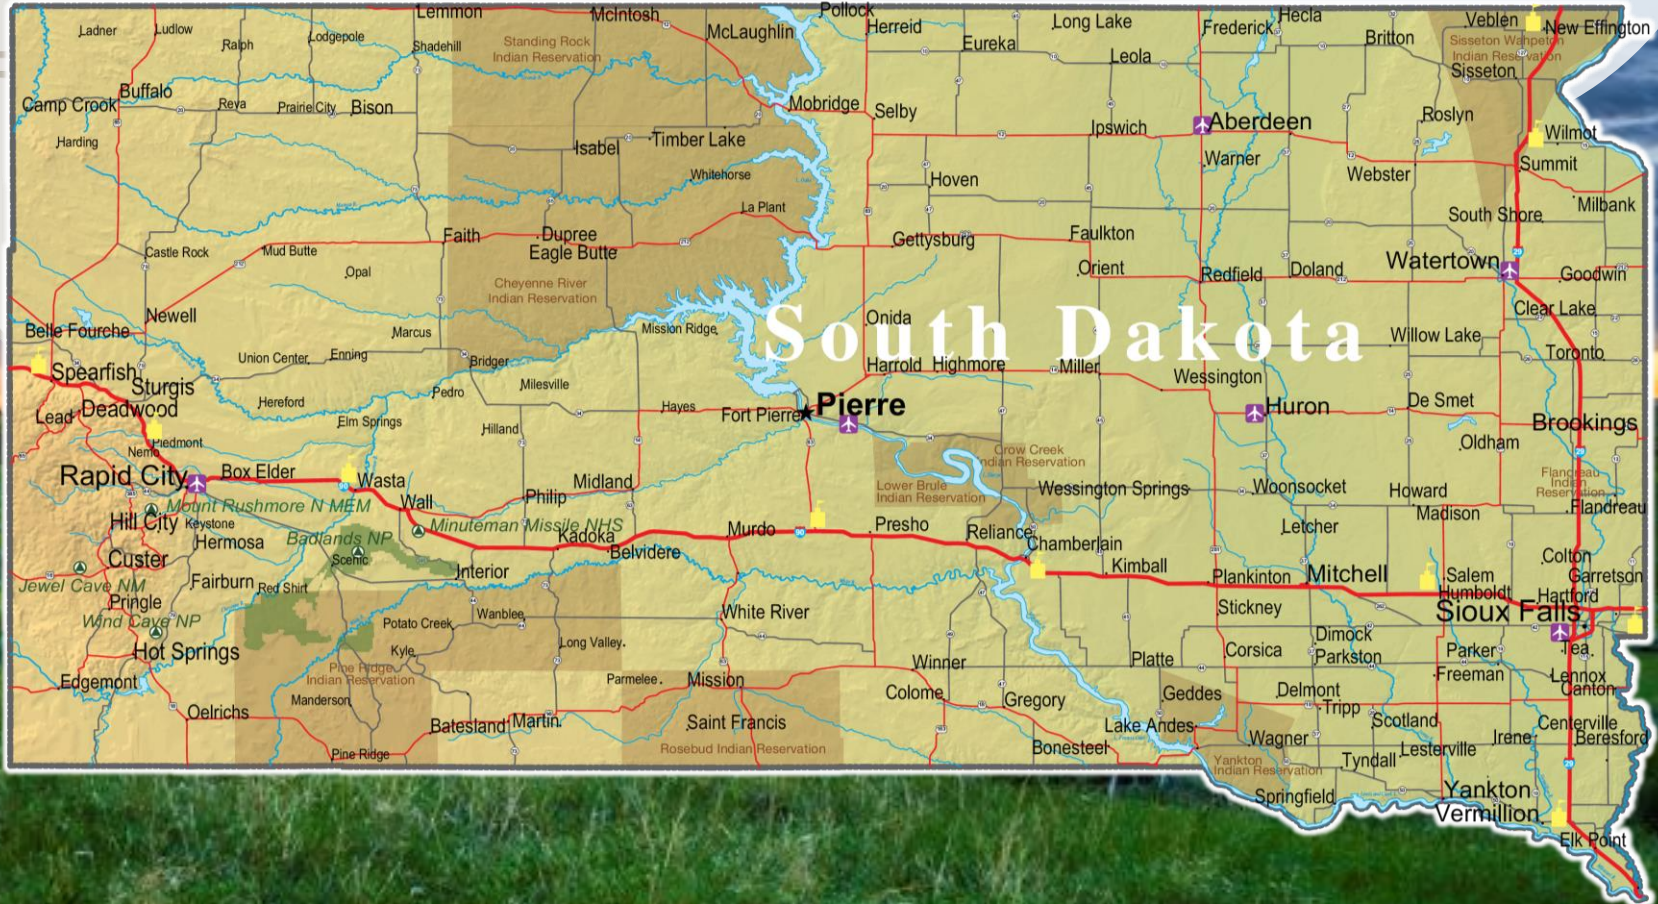 Lemmon
McIntosh
Pollock
Hecla
Veblen
New Effington
Ladner
Ludlow
Lodgepole
Ralph
Shadehill
McLaughlin
Herreid
Long Lake
Frederick
Britton
Standing Rock
Indian Reservation
Eureka
Leola
Sisseton Wahpeton
Indian Reservation
Sisseton
Buffalo
Camp Crook
Reva
Prairie City
Bison
Mobridge
Selby
Roslyn
Harding
Isabel
Timber Lake
Ipswich
Aberdeen
Wilmot
Warner
Webster
Summit
Whitehorse
Hoven
La Plant
South Shore
Milbank
Castle Rock
Mud Butte
Faith
Dupree
Eagle Butte
Gettysburg
Faulkton
Opal
Orient
Redfield
Doland
Watertown
Goodwin
Cheyenne River
Indian Reservation
Newell
Belle Fourche
Marcus
Mission Ridge
Onida
South Dakota
Clear Lake
Willow Lake
Union Center
Enning
Bridger
Harrold
Highmore
Miller
Toronto
Spearfish
Sturgis
Milesville
Wessington
Lead
Deadwood
Hereford
Pedro
Hayes
Fort Pierre
Pierre
Huron
De Smet
Elm Springs
Hilland
Brookings
Piedmont
Nemo
Oldham
Crow Creek
Indian Reservation
Rapid City
Box Elder
Wasta
Midland
Lower Brule
Indian Reservation
Wessington Springs
Woonsocket
Howard
Flandreau
Indian
Reservation
Wall
Philip
Mount Rushmore N MEM
Hill City
Keystone
Minuteman Missile NHS
Murdo
Presho
Letcher
Madison
Flandreau
Hermosa
Badlands NP
Kadoka
Belvidere
Reliance
Chamberlain
Custer
Scenic
Interior
Kimball
Plankinton
Mitchell
Colton
Salem
Garretson
Jewel Cave NM
Fairburn
Red Shirt
Humboldt
Hartford
Pringle
Wanblee
White River
Stickney
Sioux Falls
Wind Cave NP
Potato Creek
Hot Springs
Kyle
Long Valley
Dimock
Parkston
Corsica
Parker
Tea
Pine Ridge
Indian Reservation
Edgemont
Parmelee
Mission
Winner
Platte
Freeman
Lennox
Canton
Manderson
Colome
Gregory
Geddes
Delmont
Tripp
Oelrichs
Batesland
Martin
Saint Francis
Lake Andes
Scotland
Centerville
Pine Ridge
Rosebud Indian Reservation
Bonesteel
Wagner
Lesterville
Irene
Beresford
Yankton
Indian Reservation
Tyndall
Springfield
Yankton
Vermillion
Elk Point